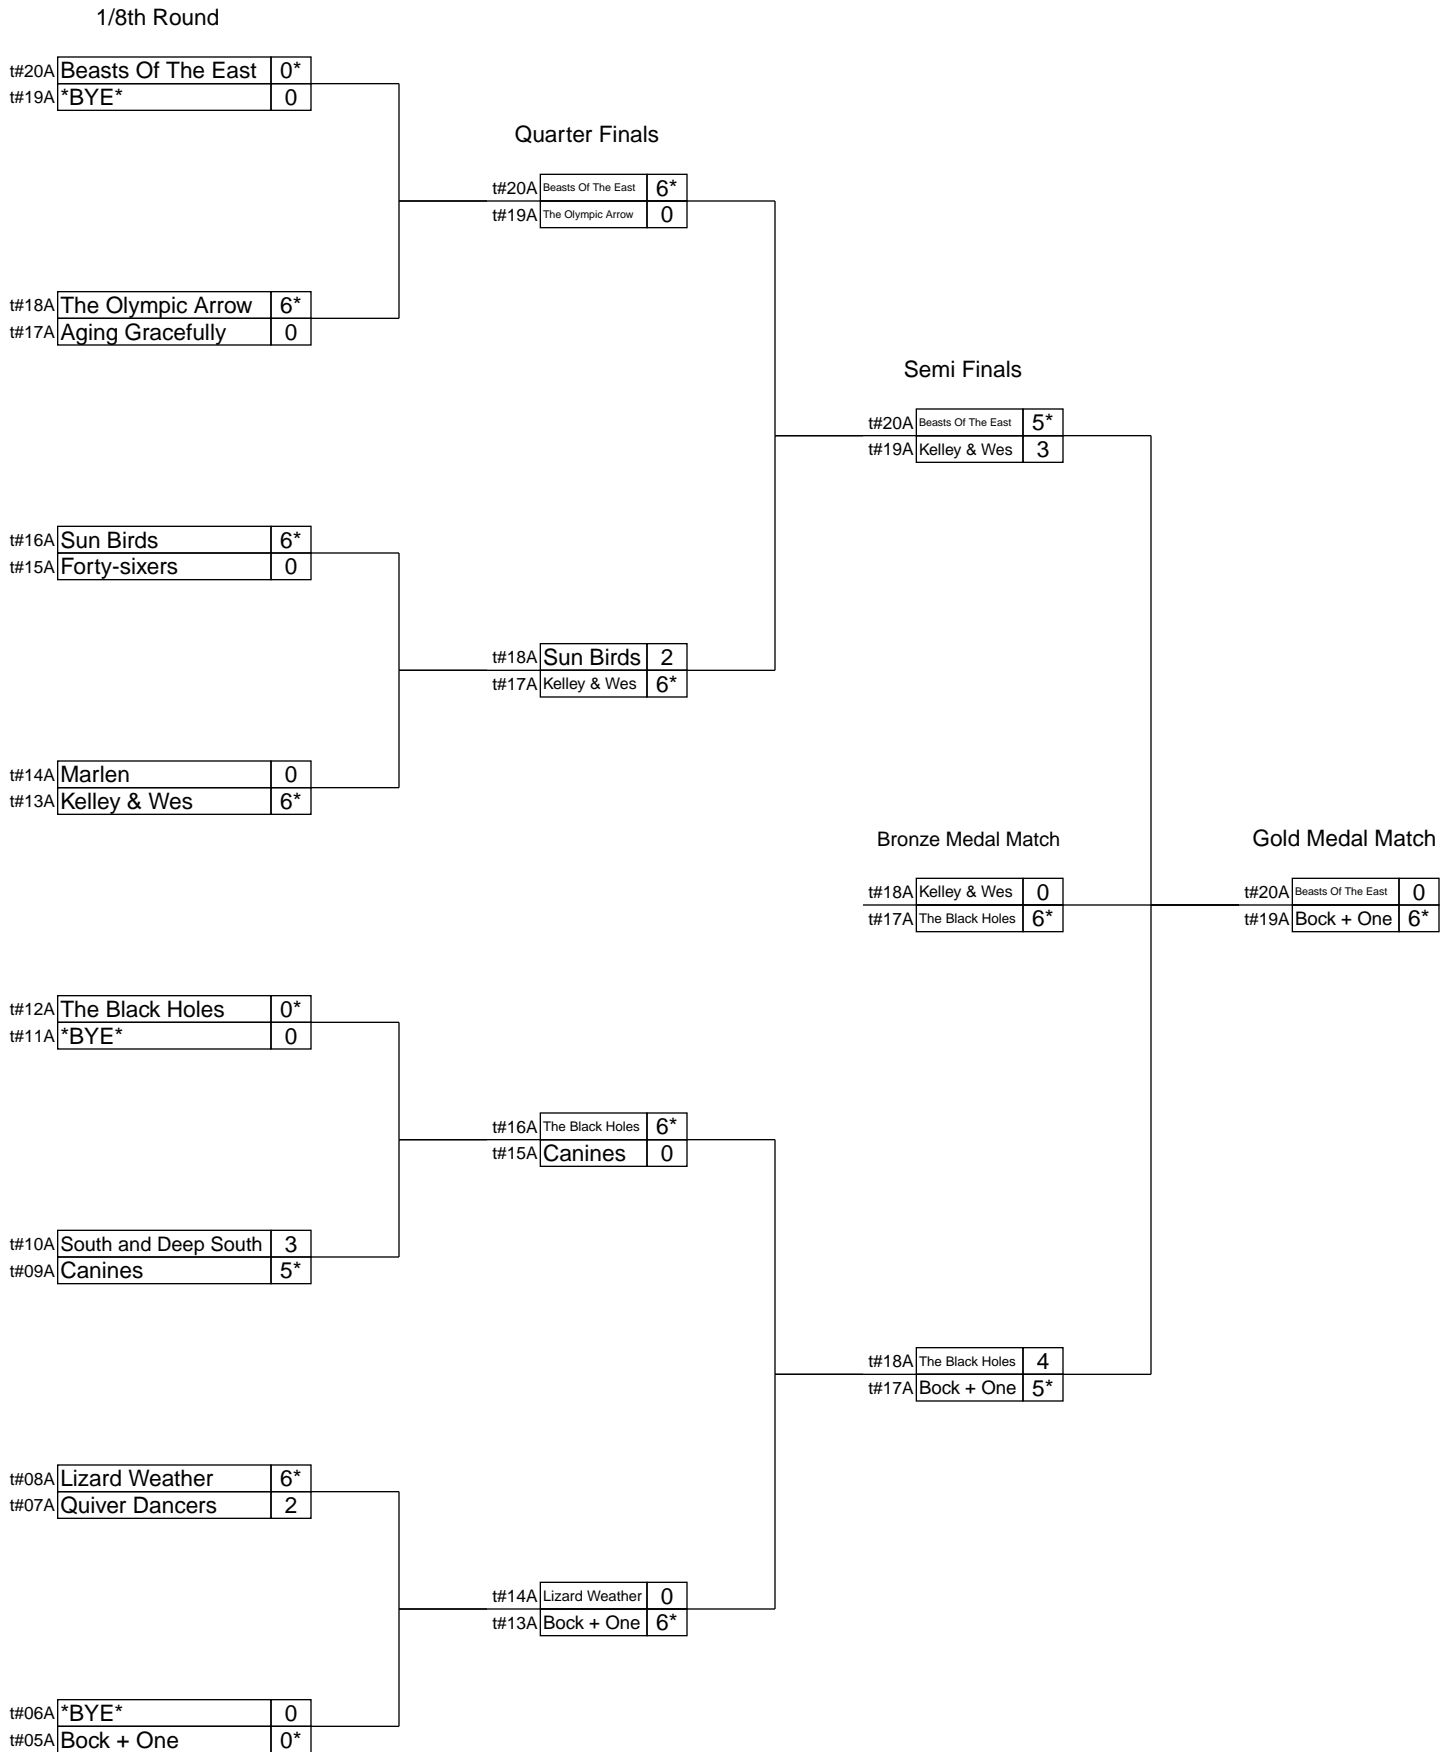 1/8th Round
t#20A Beasts Of The East 0*
t#19A *BYE* 0
Quarter Finals
t#20A Beasts Of The East 6*
t#19A The Olympic Arrow 0
t#18A The Olympic Arrow 6*
t#17A Aging Gracefully 0
Semi Finals
t#20A Beasts Of The East 5*
t#19A Kelley & Wes 3
t#16A Sun Birds 6*
t#15A Forty-sixers 0
t#18A Sun Birds 2
t#17A Kelley & Wes 6*
t#14A Marlen 0
t#13A Kelley & Wes 6*
Bronze Medal Match
Gold Medal Match
t#18A Kelley & Wes 0
t#17A The Black Holes 6*
t#20A Beasts Of The East 0
t#19A Bock + One 6*
t#12A The Black Holes 0*
t#11A *BYE* 0
t#16A The Black Holes 6*
t#15A Canines 0
t#10A South and Deep South 3
t#09A Canines 5*
t#18A The Black Holes 4
t#17A Bock + One 5*
t#08A Lizard Weather 6*
t#07A Quiver Dancers 2
t#14A Lizard Weather 0
t#13A Bock + One 6*
t#06A *BYE* 0
t#05A Bock + One 0*